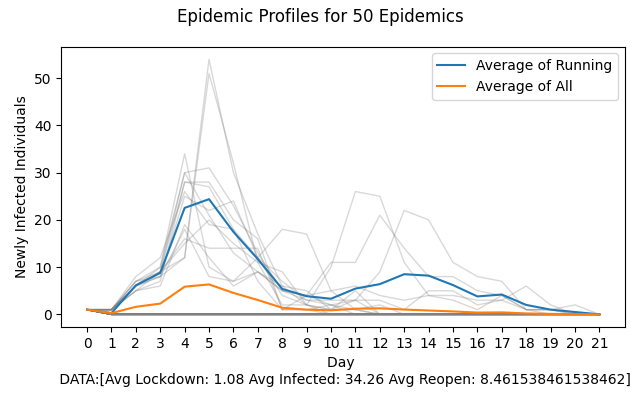 Epidemic Profiles for 50 Epidemics
Newly Infected Individuals
50
40
30
20
10
0
Average of Running
Average of All
0 1 2 3 4 5 6 7 8 9 10 11 12 13 14 15 16 17 18 19 20 21
Day
DATA:[Avg Lockdown: 1.08 Avg Infected: 34.26 Avg Reopen: 8.461538461538462]